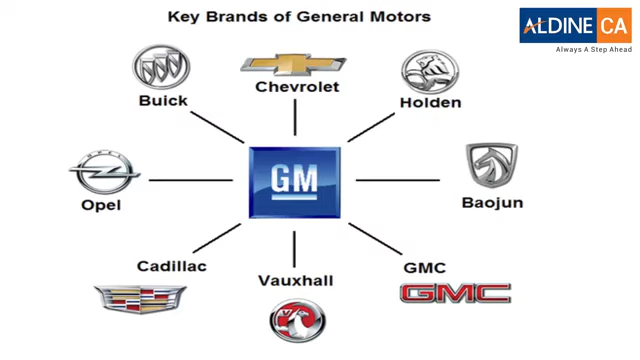 Key Brands of General Motors
ALDINE CA
Always A Step Ahead
Buick
Chevrolet
Holden
OPEL
Opel
GM
Baojun
Cadillac
Vauxhall
GMC
GMC
V